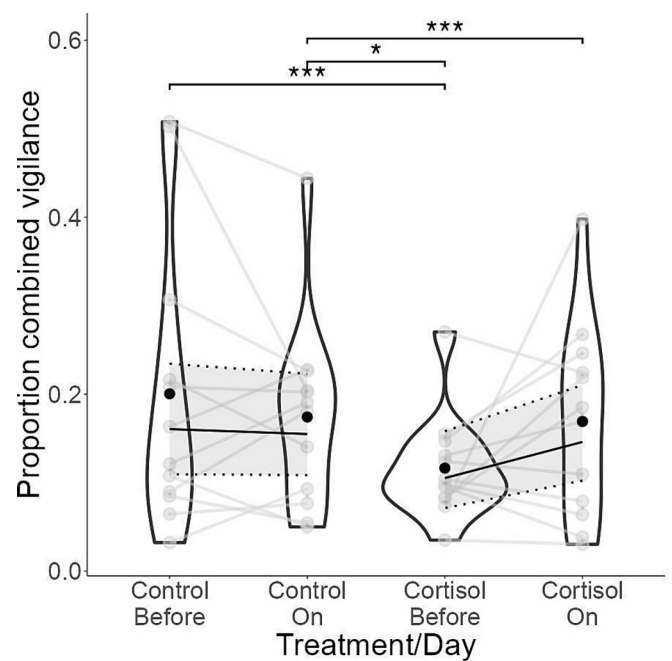 ***
*
***
0.6
0.4
0.2
0.0
Proportion combined vigilance
Control Before
Control On
Cortisol Before
Cortisol On
Treatment/Day